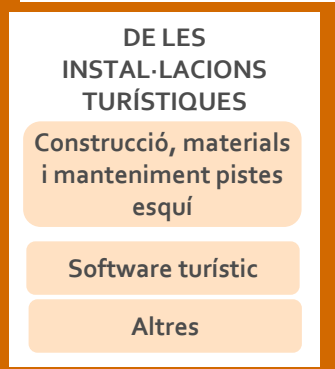 DE LES
INSTAL·LACIONS
TURÍSTIQUES
Construcció, materials
i manteniment pistes
esquí
Software turístic
Altres